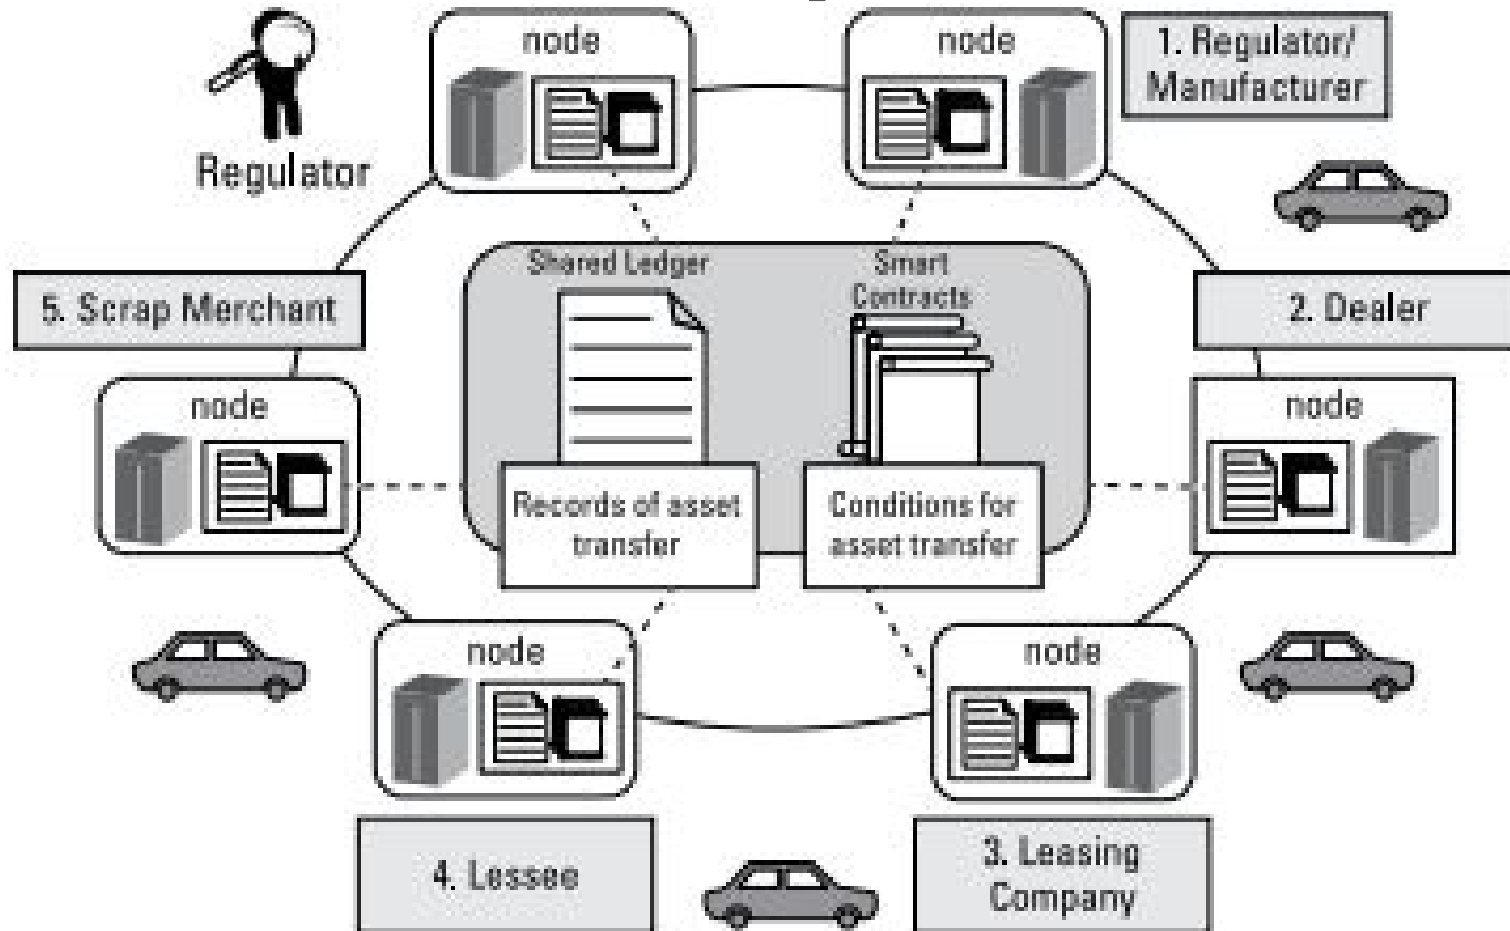 node
node
1. Regulator/
Manufacturer
Regulator
Shared Ledger
Smart
Contracts
5. Scrap Merchant
2. Dealer
node
node
Records of asset
transfer
Conditions for
asset transfer
node
node
4. Lessee
3. Leasing
Company